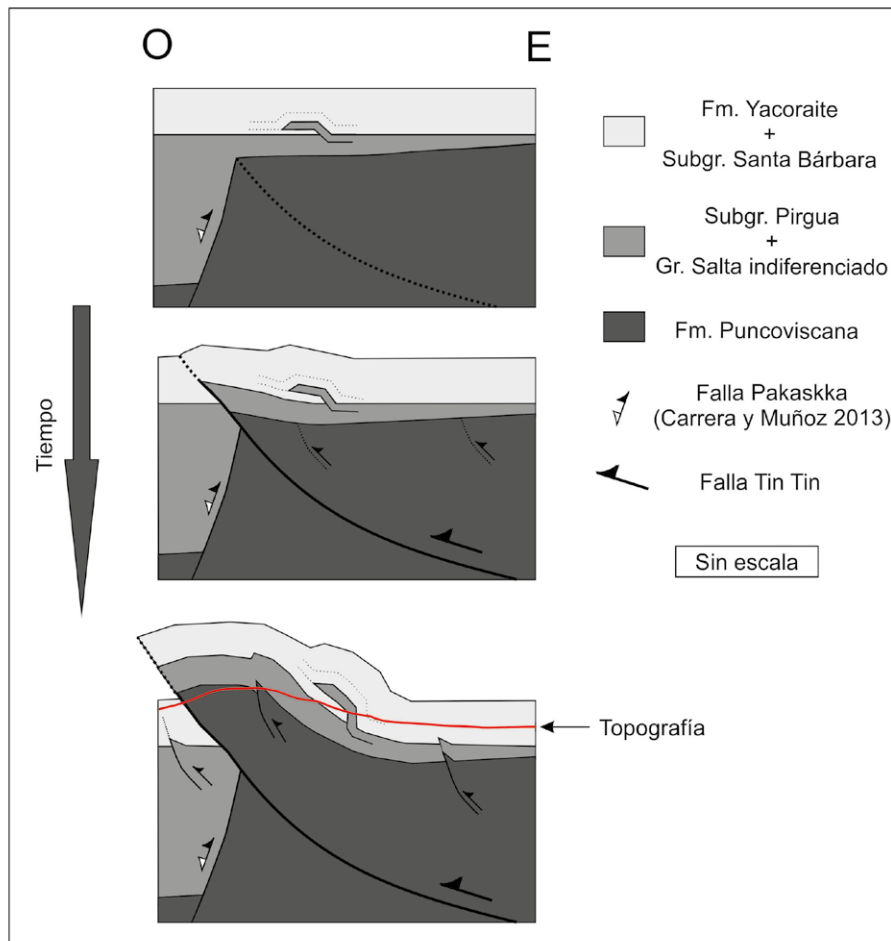 O
E
Fm. Yacoraite
+
Subgr. Santa Bárbara
Subgr. Pirgua
+
Gr. Salta indiferenciado
Fm. Puncoviscana
Falla Pakaskka
(Carrera y Muñoz 2013)
Falla Tin Tin
Sin escala
Tiempo
Topografía